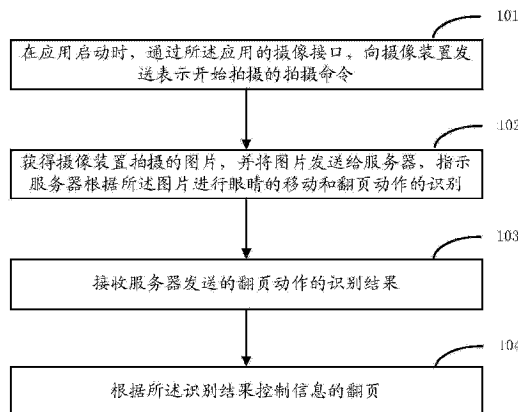 101
在应用启动时，通过所述应用的摄像接口，向摄像装置发
送表示开始拍摄的拍摄命令
102
获得摄像装置拍摄的图片，并将图片发送给服务器，指示
服务器根据所述图片进行眼睛的移动和翻页动作的识别
103
接收服务器发送的翻页动作的识别结果
104
根据所述识别结果控制信息的翻页